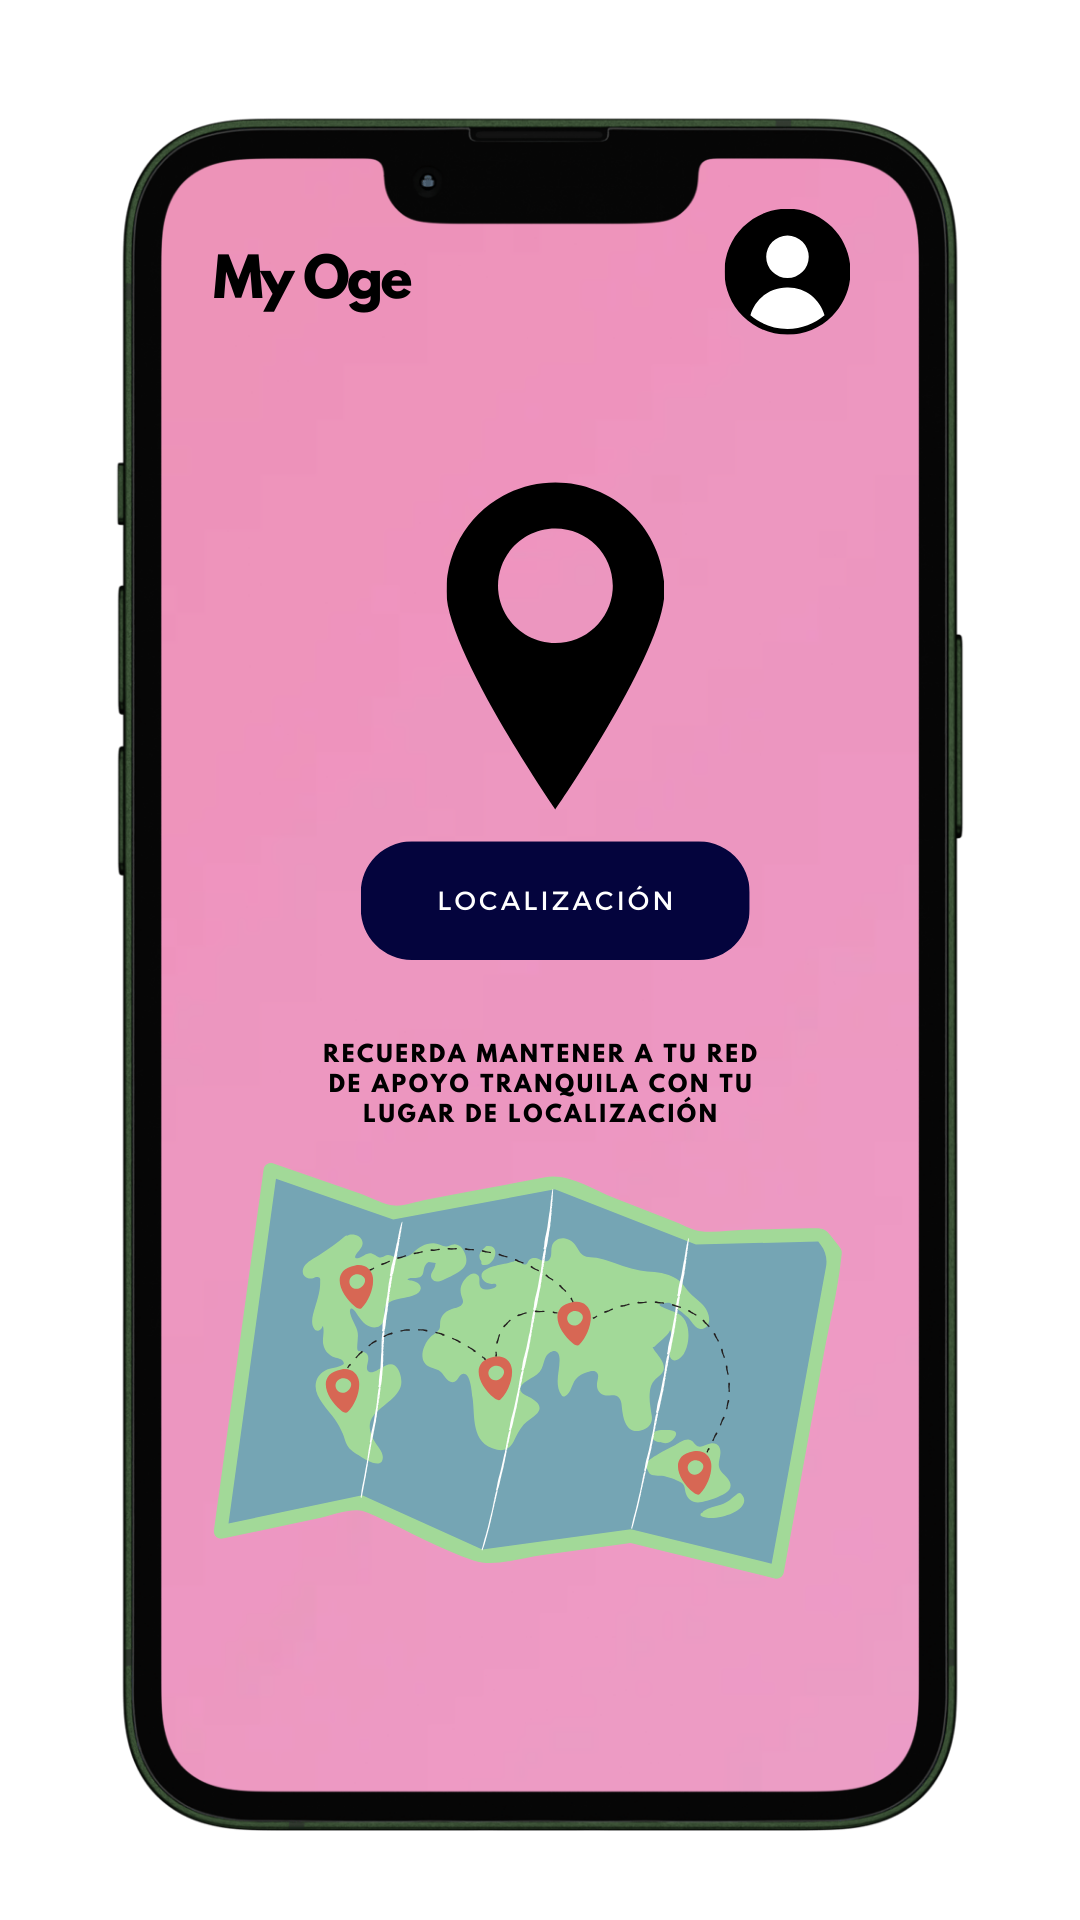 My Oge
LOCALIZACIÓN
RECUERDA MANTENER A TU RED
DE APOYO TRANQUILA CON TU
LUGAR DE LOCALIZACIÓN